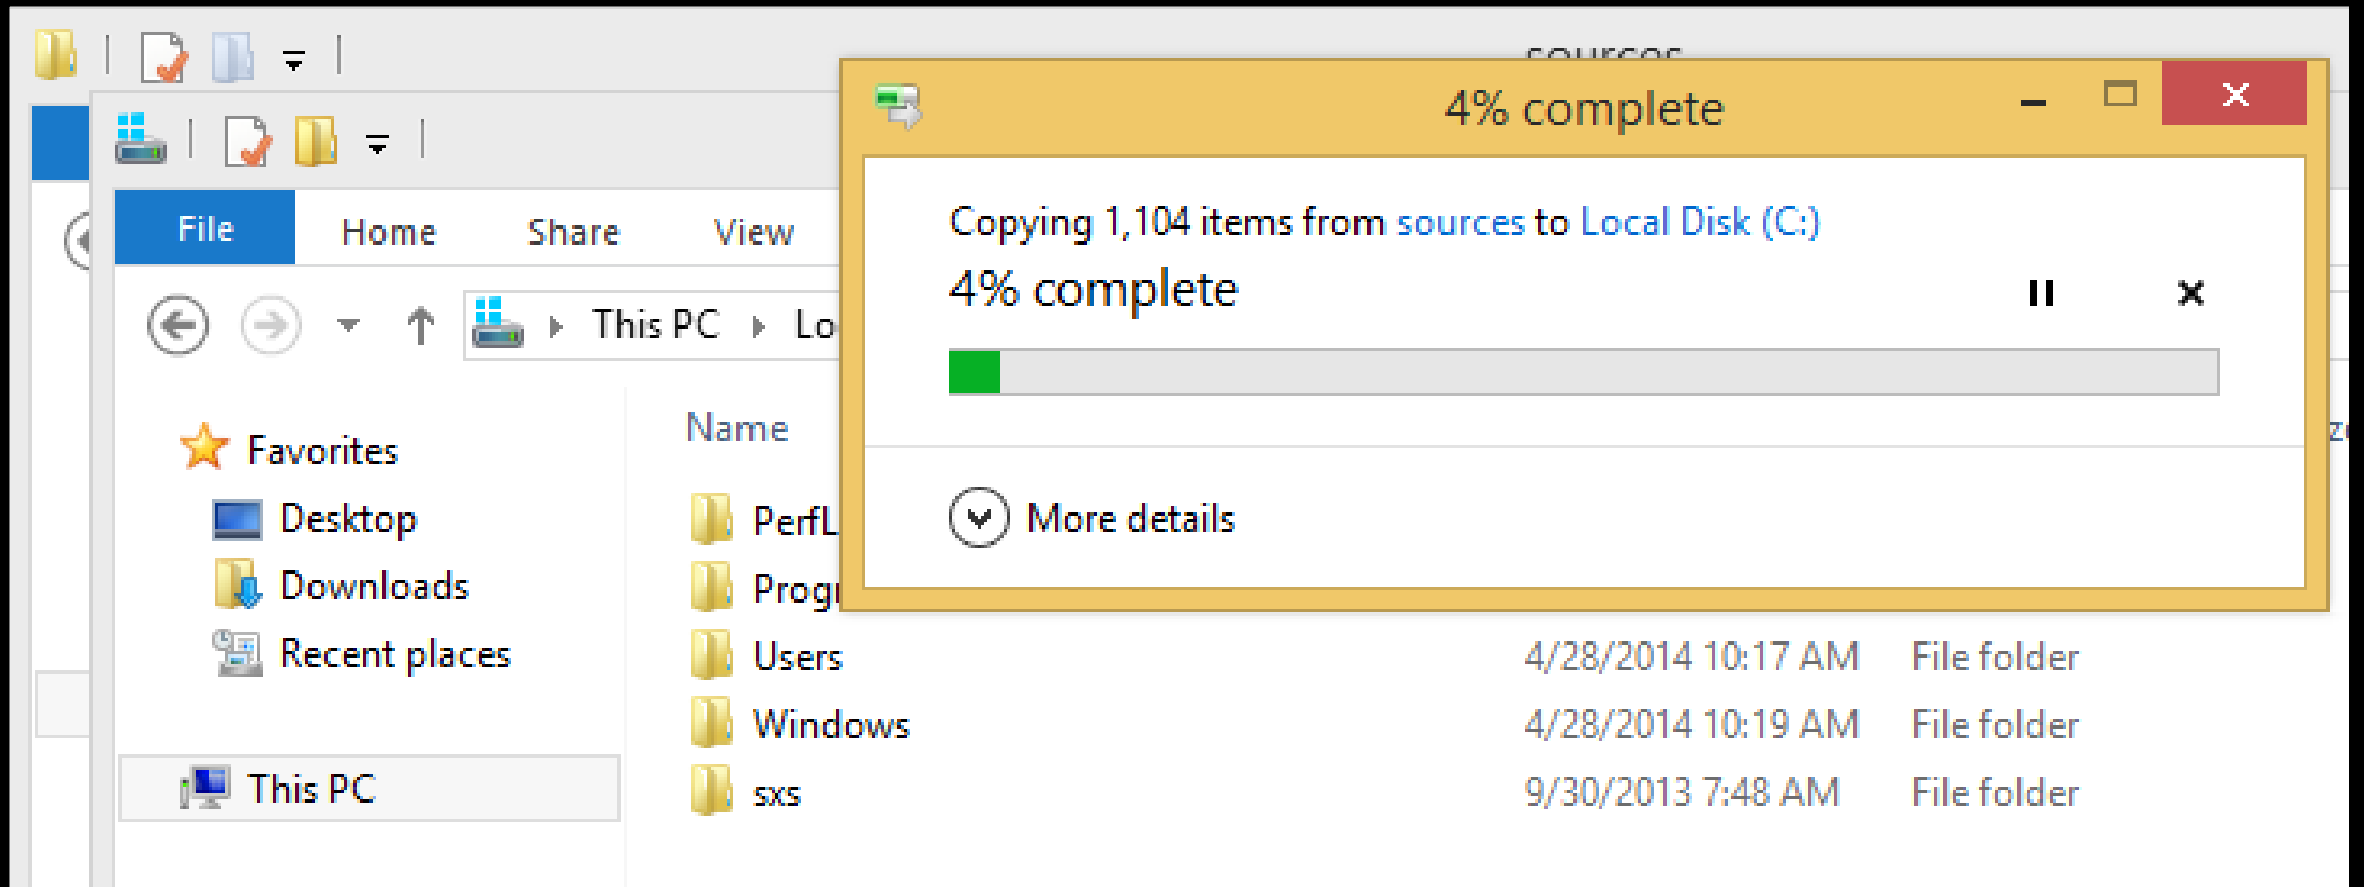 sources
4% complete
File Home Share View
Copying 1,104 items from sources to Local Disk (C:)
4% complete
This PC Lo
Name
Favorites
Desktop
Downloads
Recent places
This PC
More details
PerfL
Progr
Users 4/28/2014 10:17 AM File folder
Windows 4/28/2014 10:19 AM File folder
sxs 9/30/2013 7:48 AM File folder